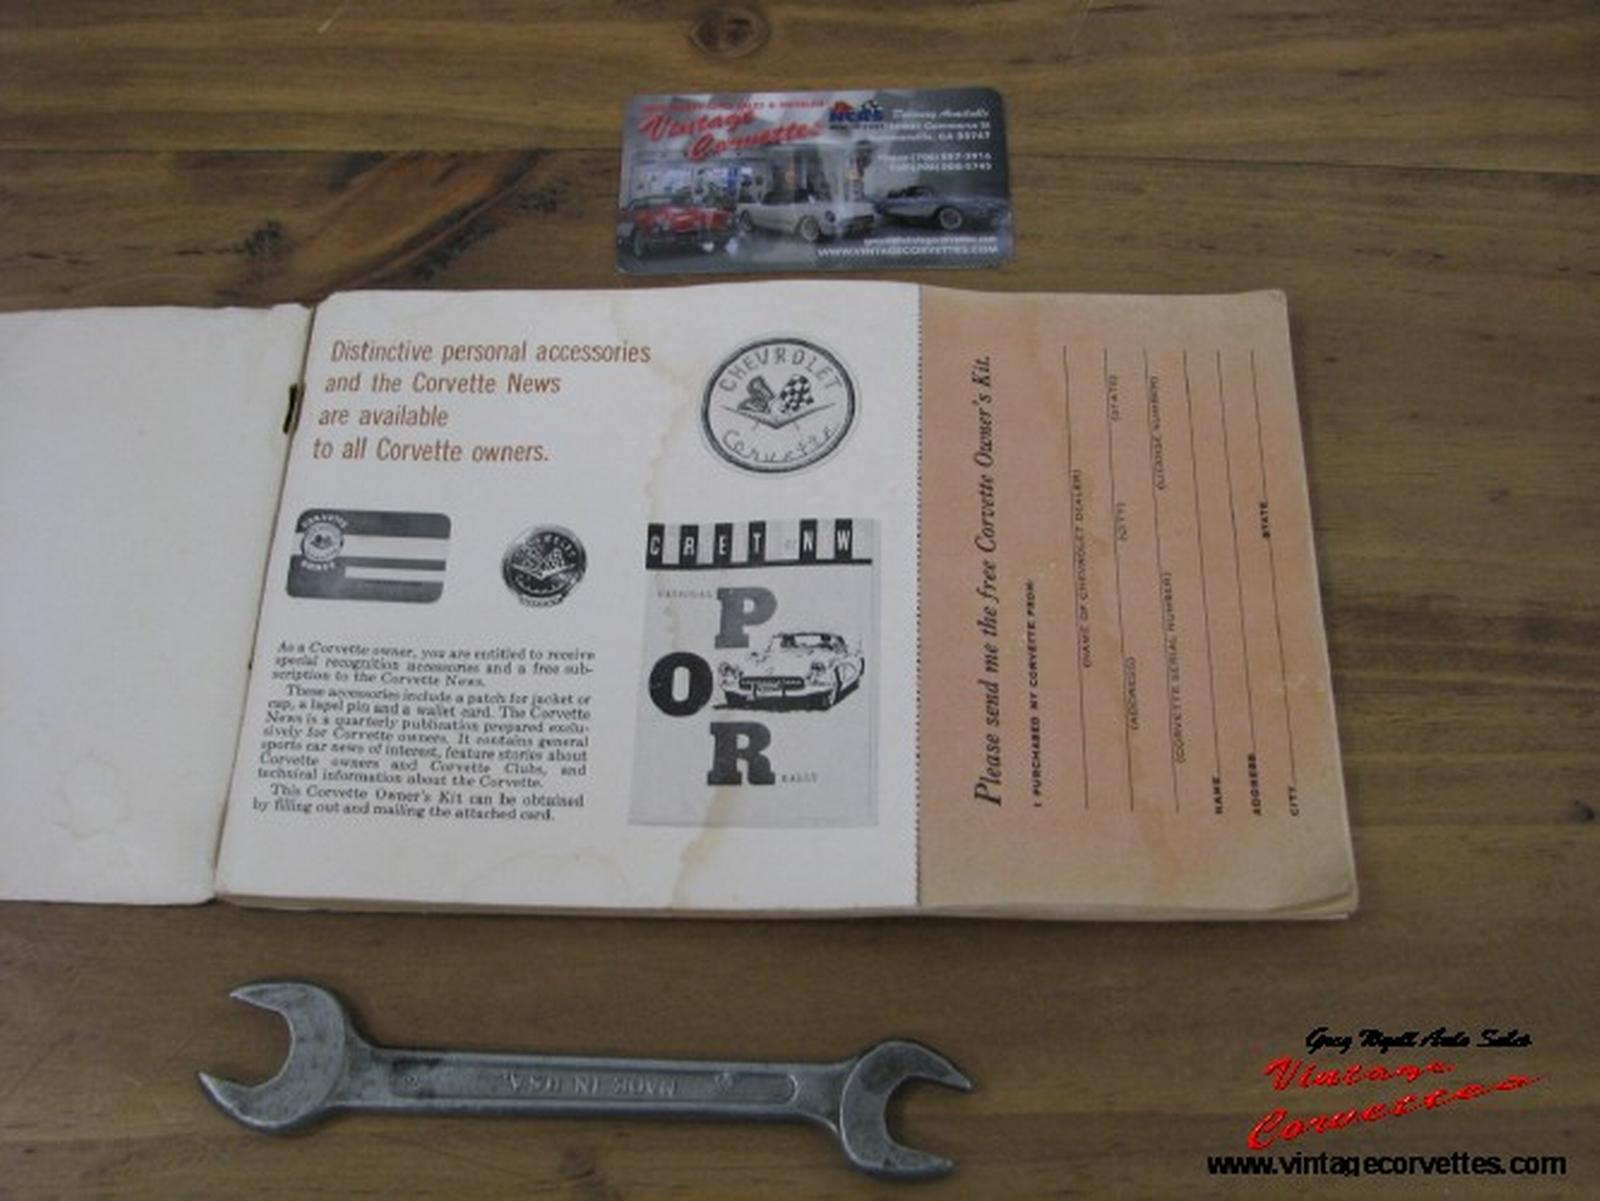 Vintage
Corvettes
NCRS
Delivery Available
WWW.VINTAGECORVETTES.COM
Distinctive personal accessories
and the Corvette News
are available
to all Corvette owners.
CHEVROLET
Corvette
C R E T N W
NATIONAL
P
O
R
RALLY
As a Corvette owner, you are entitled to receive
special recognition accessories and a free sub-
scription to the Corvette News.
These accessories include a patch for jacket or
cap, a lapel pin and a wallet card. The Corvette
News is a quarterly publication prepared exclu-
sively for Corvette owners. It contains general
sports car news of interest, feature stories about
Corvette owners and Corvette Clubs, and
technical information about the Corvette.
This Corvette Owner's Kit can be obtained
by filling out and mailing the attached card.
Please send me the free Corvette Owner's Kit.
I PURCHASED MY CORVETTE FROM:
(NAME OF CHEVROLET DEALER)
(ADDRESS) (CITY) (STATE)
(CORVETTE SERIAL NUMBER) (LICENSE NUMBER)
NAME
ADDRESS
CITY STATE
MADE IN U.S.A.
Auto Sales
Vintage
Corvettes
www.vintagecorvettes.com